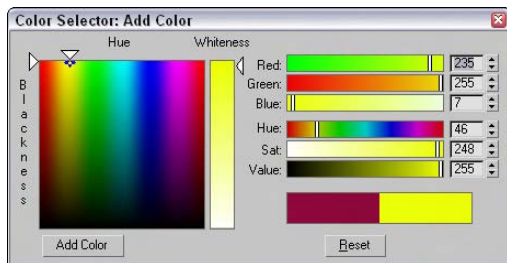 Color Selector: Add Color
Hue
Whiteness
Blackness
Red: 235
Green: 255
Blue: 7
Hue: 46
Sat: 248
Value: 255
Add Color
Reset